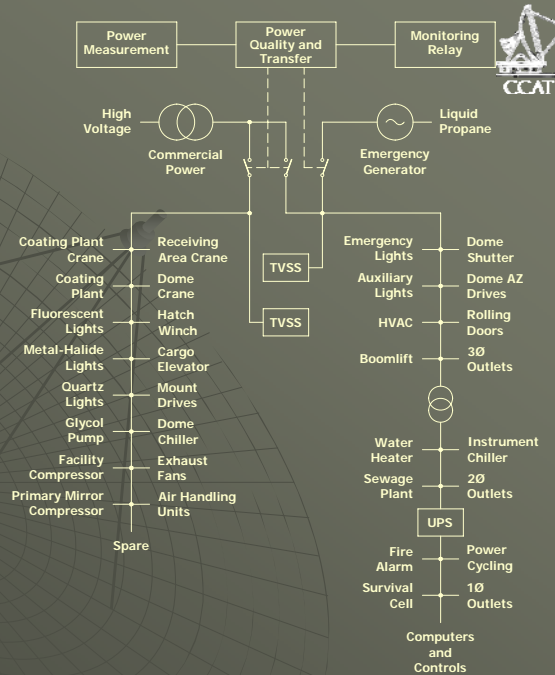 Power
Measurement
Power
Quality and
Transfer
Monitoring
Relay
CCAT
High
Voltage
Commercial
Power
Liquid
Propane
Emergency
Generator
Coating Plant
Crane
Receiving
Area Crane
Coating
Plant
Dome
Crane
Fluorescent
Lights
Hatch
Winch
Metal-Halide
Lights
Cargo
Elevator
Quartz
Lights
Mount
Drives
Glycol
Pump
Dome
Chiller
Facility
Compressor
Exhaust
Fans
Primary Mirror
Compressor
Air Handling
Units
Spare
TVSS
TVSS
Emergency
Lights
Dome
Shutter
Auxiliary
Lights
Dome AZ
Drives
HVAC
Rolling
Doors
Boomlift
3Ø
Outlets
Water
Heater
Instrument
Chiller
Sewage
Plant
2Ø
Outlets
UPS
Fire
Alarm
Power
Cycling
Survival
Cell
1Ø
Outlets
Computers
and
Controls